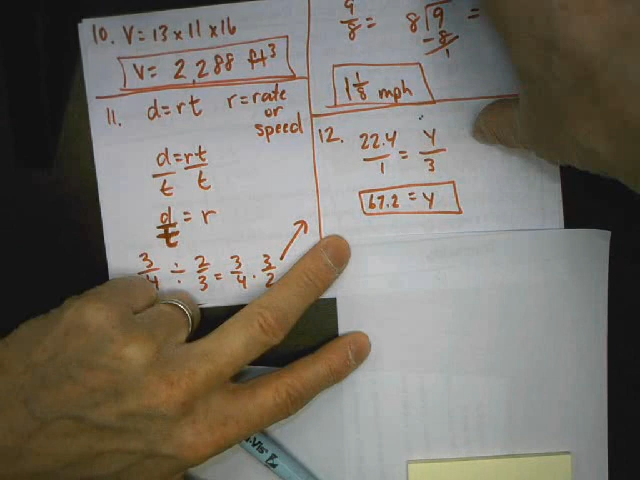 10. V = 13 × 11 × 16
V = 2,288 ft³
11. d = rt r = rate
or
speed
d = rt
t t
d
t = r
3/4 ÷ 2/3 = 3/4 · 3/2
9/8 = 8)9 =
-8
1
1 1/8 mph
12. 22.4/1 = y/3
67.2 = y